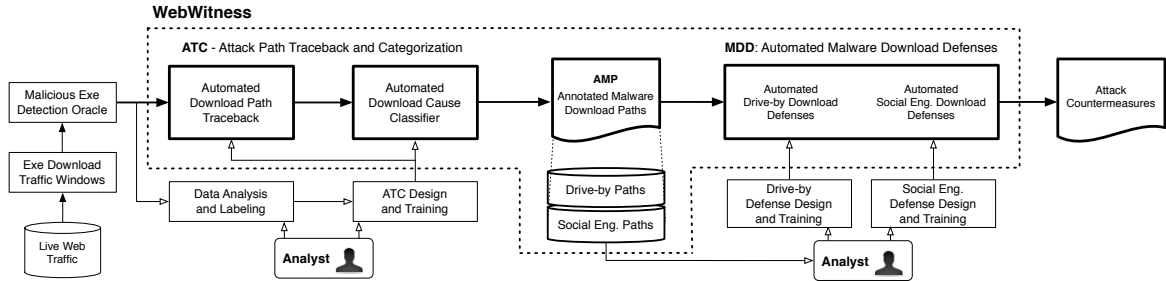 WebWitness
ATC - Attack Path Traceback and Categorization
MDD: Automated Malware Download Defenses
Malicious Exe
Detection Oracle
Automated
Download Path
Traceback
Automated
Download Cause
Classifier
AMP
Annotated Malware
Download Paths
Automated
Drive-by Download
Defenses
Automated
Social Eng. Download
Defenses
Attack
Countermeasures
Exe Download
Traffic Windows
Data Analysis
and Labeling
ATC Design
and Training
Drive-by Paths
Social Eng. Paths
Drive-by
Defense Design
and Training
Social Eng.
Defense Design
and Training
Live Web
Traffic
Analyst
Analyst